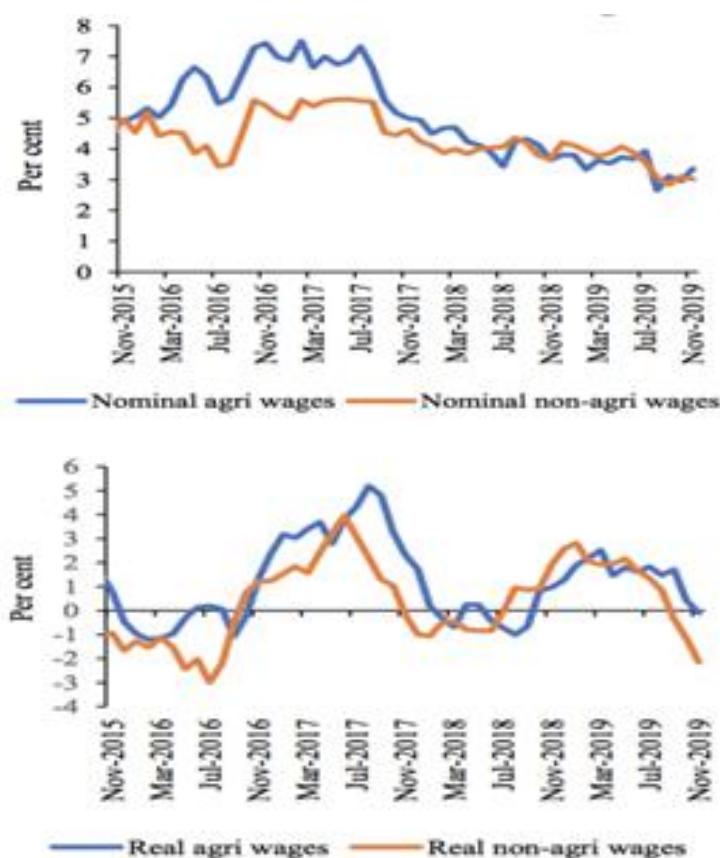 8
7
6
5
4
3
2
1
0
Per cent
Nov-2015
Mar-2016
Jul-2016
Nov-2016
Mar-2017
Jul-2017
Nov-2017
Mar-2018
Jul-2018
Nov-2018
Mar-2019
Jul-2019
Nov-2019
Nominal agri wages Nominal non-agri wages
6
5
4
3
2
1
0
-1
-2
-3
-4
Per cent
Nov-2015
Mar-2016
Jul-2016
Nov-2016
Mar-2017
Jul-2017
Nov-2017
Mar-2018
Jul-2018
Nov-2018
Mar-2019
Jul-2019
Nov-2019
Real agri wages Real non-agri wages